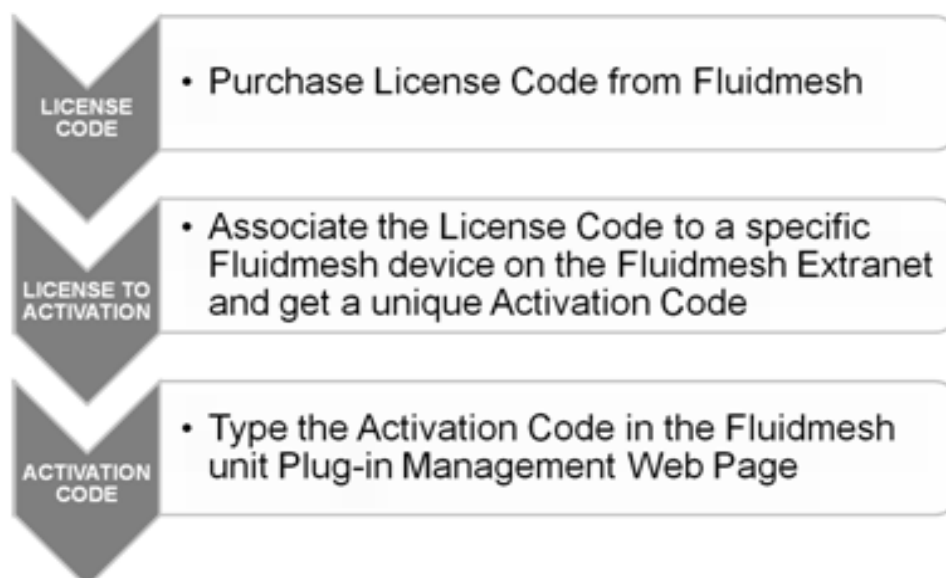 LICENSE
CODE
• Purchase License Code from Fluidmesh
LICENSE TO
ACTIVATION
• Associate the License Code to a specific
Fluidmesh device on the Fluidmesh Extranet
and get a unique Activation Code
ACTIVATION
CODE
• Type the Activation Code in the Fluidmesh
unit Plug-in Management Web Page